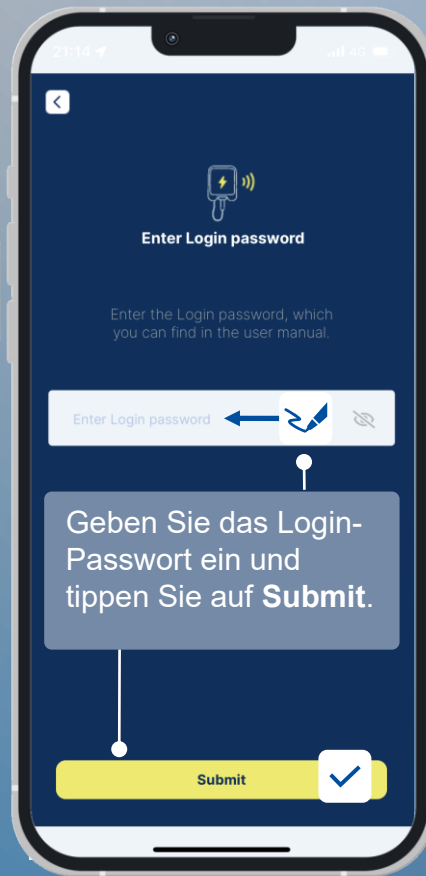 21:14
4G
Enter Login password
Enter the Login password, which
you can find in the user manual.
Enter Login password
Geben Sie das Login-
Passwort ein und
tippen Sie auf Submit.
Submit